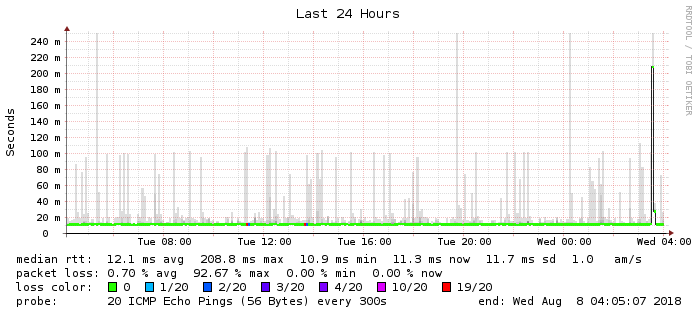 Last 24 Hours
RRDTOOL / TOBI OETIKER
Seconds
240 m
220 m
200 m
180 m
160 m
140 m
120 m
100 m
80 m
60 m
40 m
20 m
0
Tue 08:00 Tue 12:00 Tue 16:00 Tue 20:00 Wed 00:00 Wed 04:00
median rtt: 12.1 ms avg 208.8 ms max 10.9 ms min 11.3 ms now 11.7 ms sd 1.0 am/s
packet loss: 0.70 % avg 92.67 % max 0.00 % min 0.00 % now
loss color: 0 1/20 2/20 3/20 4/20 10/20 19/20
probe: 20 ICMP Echo Pings (56 Bytes) every 300s end: Wed Aug 8 04:05:07 2018